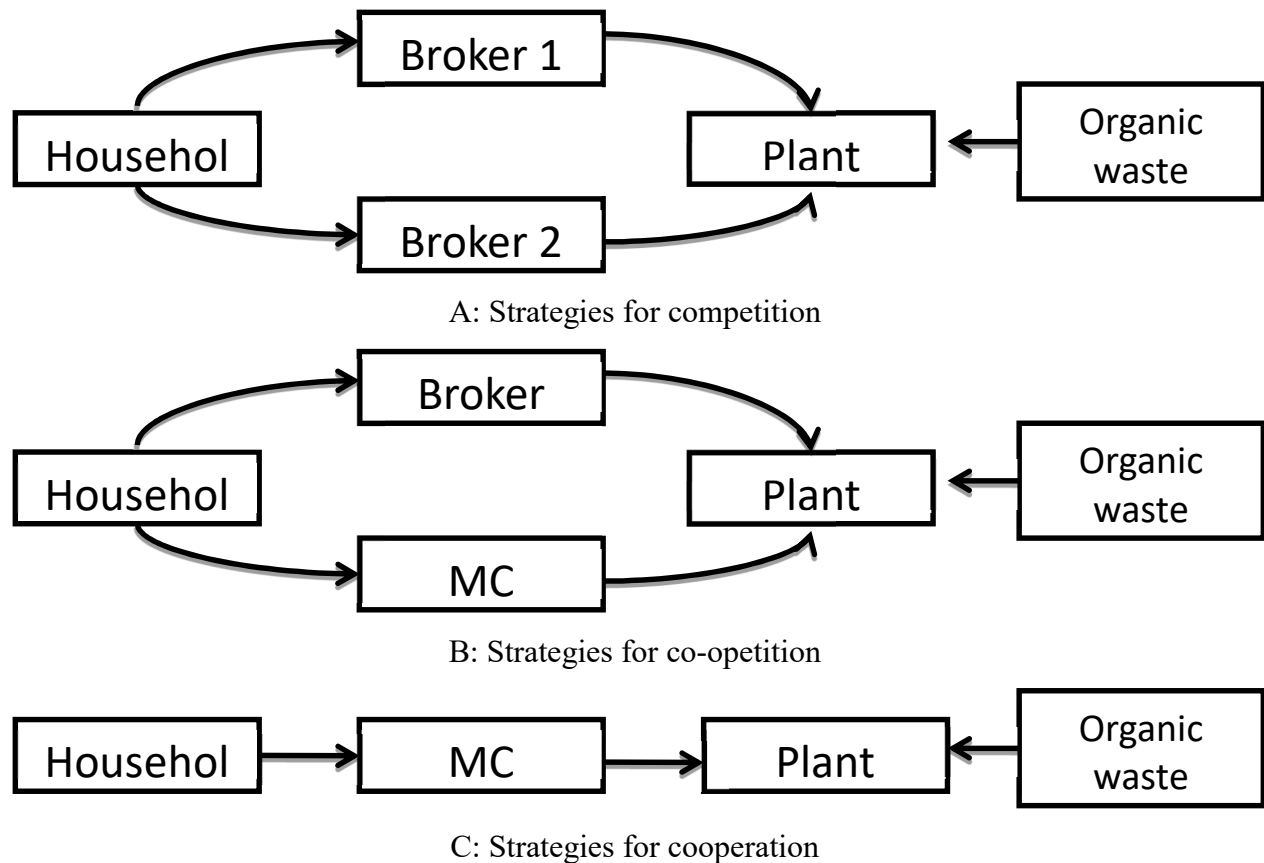 Broker 1
Househol
Plant
Organic
waste
Broker 2
A: Strategies for competition
Broker
Househol
Plant
Organic
waste
MC
B: Strategies for co-opetition
Househol
MC
Plant
Organic
waste
C: Strategies for cooperation